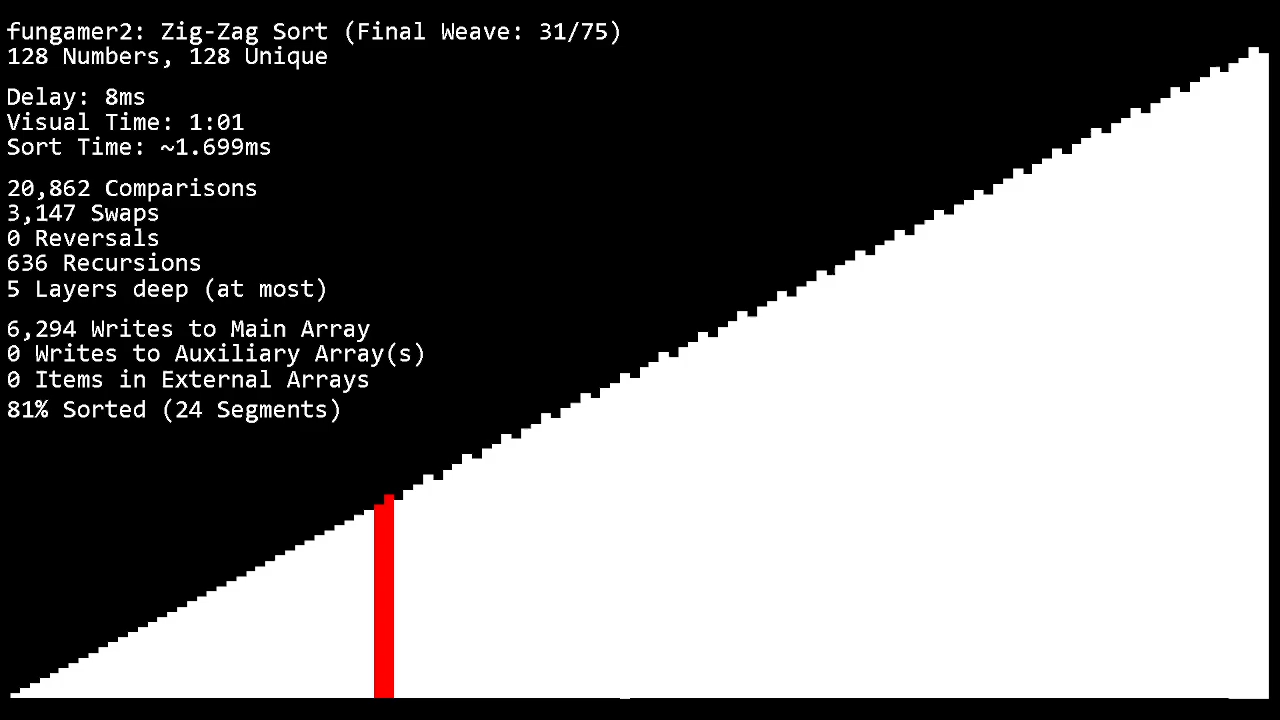 fungamer2: Zig-Zag Sort (Final Weave: 31/75)
128 Numbers, 128 Unique
Delay: 8ms
Visual Time: 1:01
Sort Time: ~1.699ms
20,862 Comparisons
3,147 Swaps
0 Reversals
636 Recursions
5 Layers deep (at most)
6,294 Writes to Main Array
0 Writes to Auxiliary Array(s)
0 Items in External Arrays
81% Sorted (24 Segments)